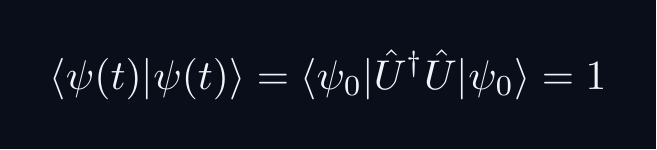 ⟨ψ(t)|ψ(t)⟩ = ⟨ψ₀|Û†Û|ψ₀⟩ = 1